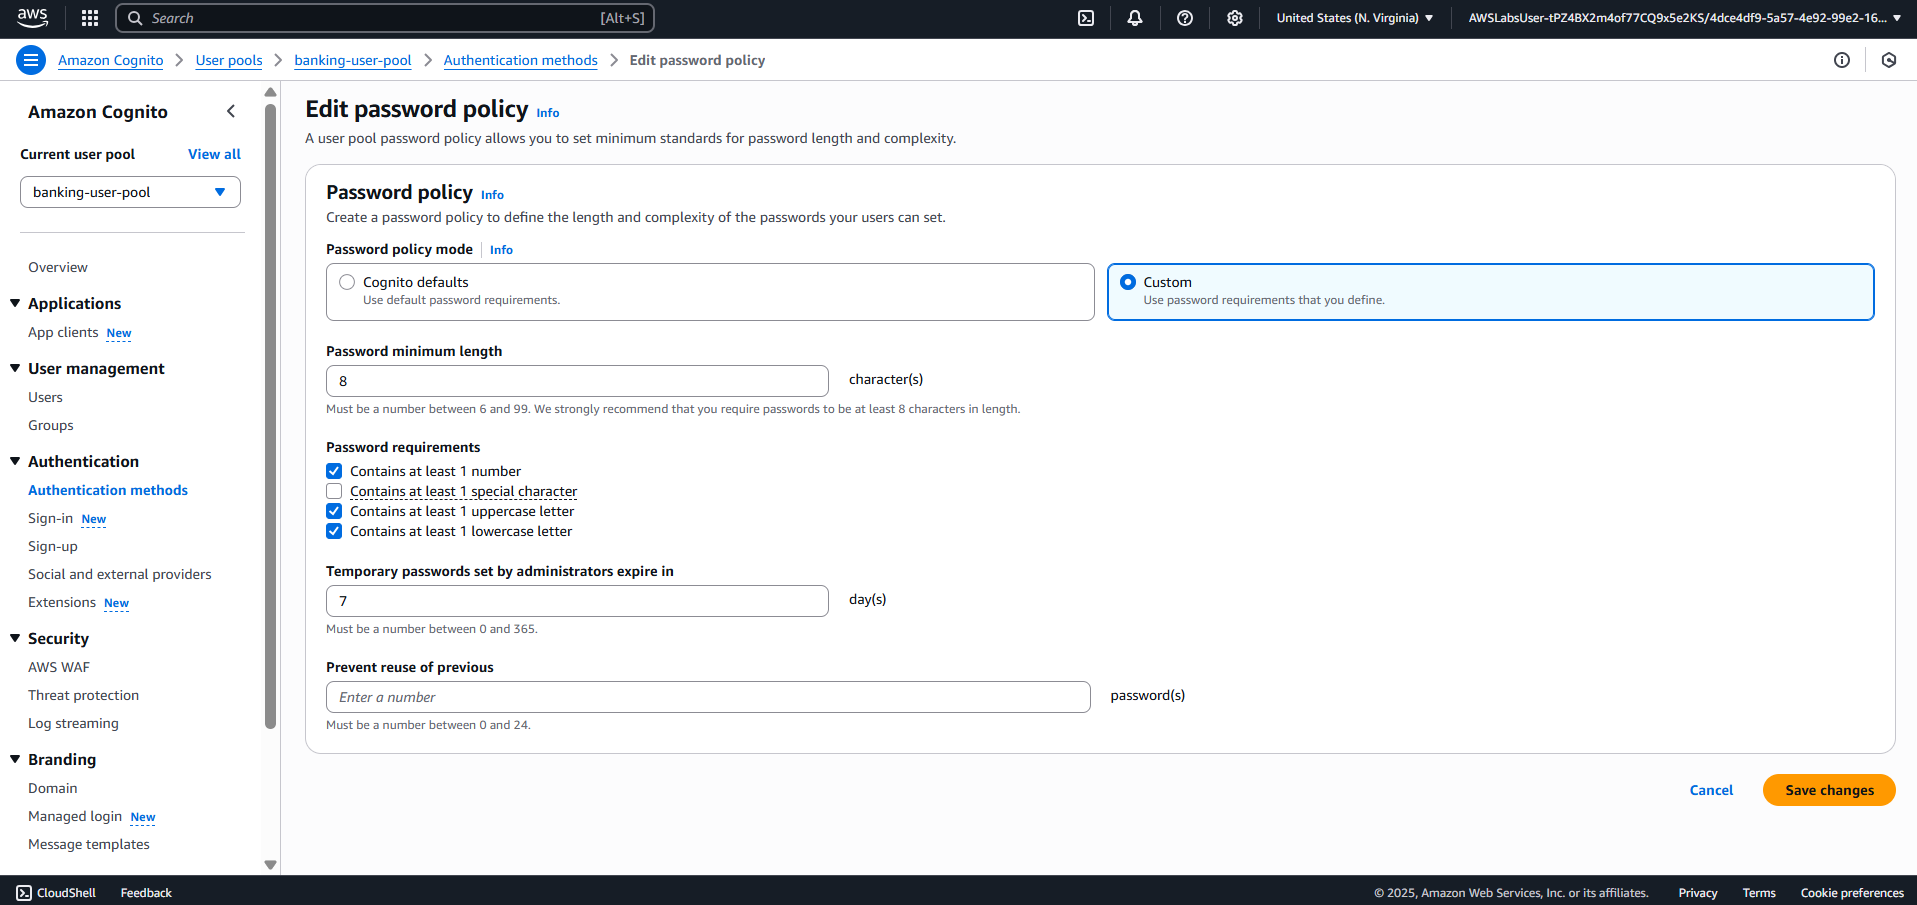 aws
Search [Alt+S]
United States (N. Virginia)
AWSLabsUser-tPZ4BX2m4of77CQ9x5e2KS/4dce4df9-5a57-4e92-99e2-16...
Amazon Cognito > User pools > banking-user-pool > Authentication methods > Edit password policy
Amazon Cognito
Current user pool View all
banking-user-pool
Overview
Applications
App clients New
User management
Users
Groups
Authentication
Authentication methods
Sign-in New
Sign-up
Social and external providers
Extensions New
Security
AWS WAF
Threat protection
Log streaming
Branding
Domain
Managed login New
Message templates
Edit password policy Info
A user pool password policy allows you to set minimum standards for password length and complexity.
Password policy Info
Create a password policy to define the length and complexity of the passwords your users can set.
Password policy mode Info
Cognito defaults
Use default password requirements.
Custom
Use password requirements that you define.
Password minimum length
8 character(s)
Must be a number between 6 and 99. We strongly recommend that you require passwords to be at least 8 characters in length.
Password requirements
Contains at least 1 number
Contains at least 1 special character
Contains at least 1 uppercase letter
Contains at least 1 lowercase letter
Temporary passwords set by administrators expire in
7 day(s)
Must be a number between 0 and 365.
Prevent reuse of previous
Enter a number password(s)
Must be a number between 0 and 24.
Cancel Save changes
CloudShell Feedback
© 2025, Amazon Web Services, Inc. or its affiliates. Privacy Terms Cookie preferences